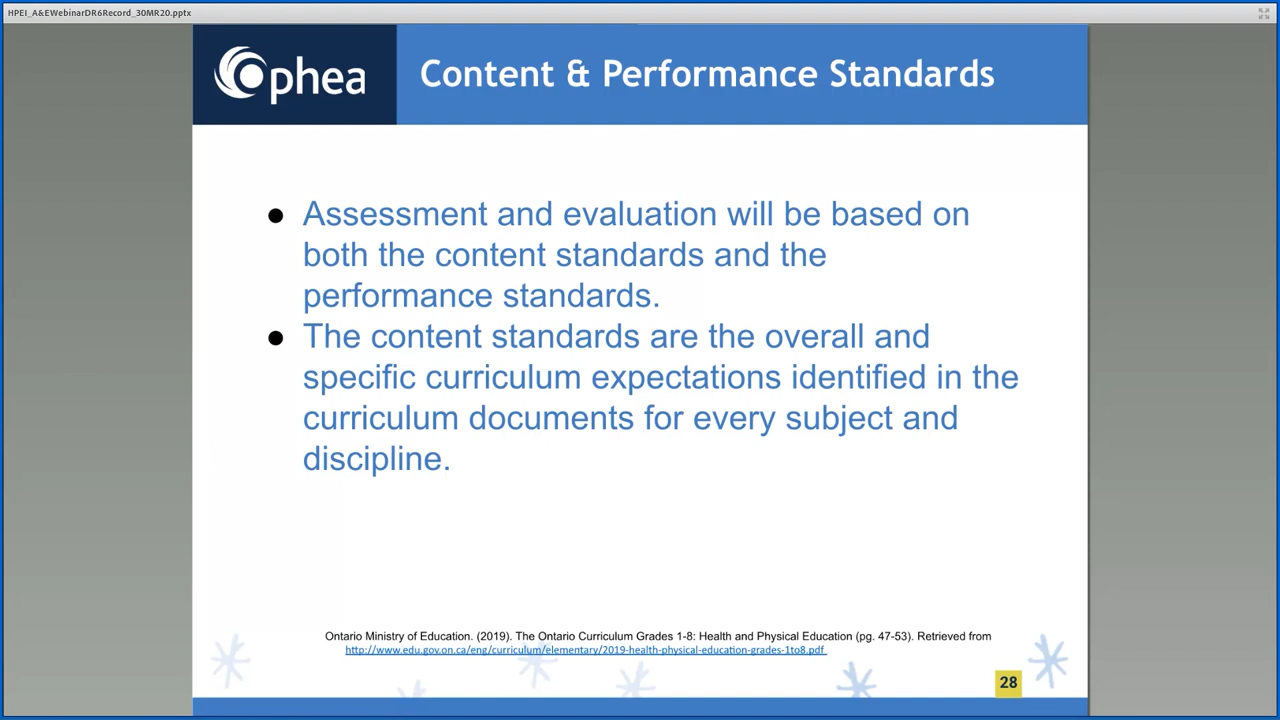 HPEI_A&EWebinarDR6Record_30MR20.pptx
Ophea
Content & Performance Standards
● Assessment and evaluation will be based on
both the content standards and the
performance standards.
● The content standards are the overall and
specific curriculum expectations identified in the
curriculum documents for every subject and
discipline.
Ontario Ministry of Education. (2019). The Ontario Curriculum Grades 1-8: Health and Physical Education (pg. 47-53). Retrieved from
http://www.edu.gov.on.ca/eng/curriculum/elementary/2019-health-physical-education-grades-1to8.pdf
28